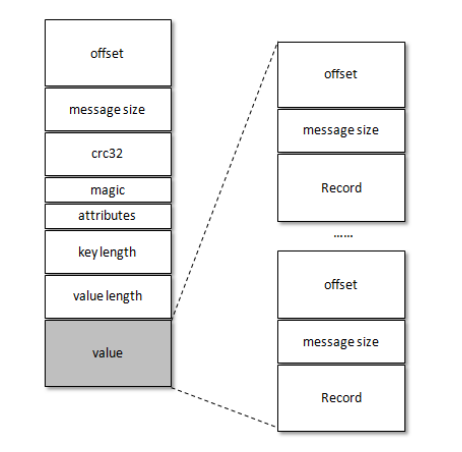 offset
message size
crc32
magic
attributes
key length
value length
value
offset
message size
Record
......
offset
message size
Record